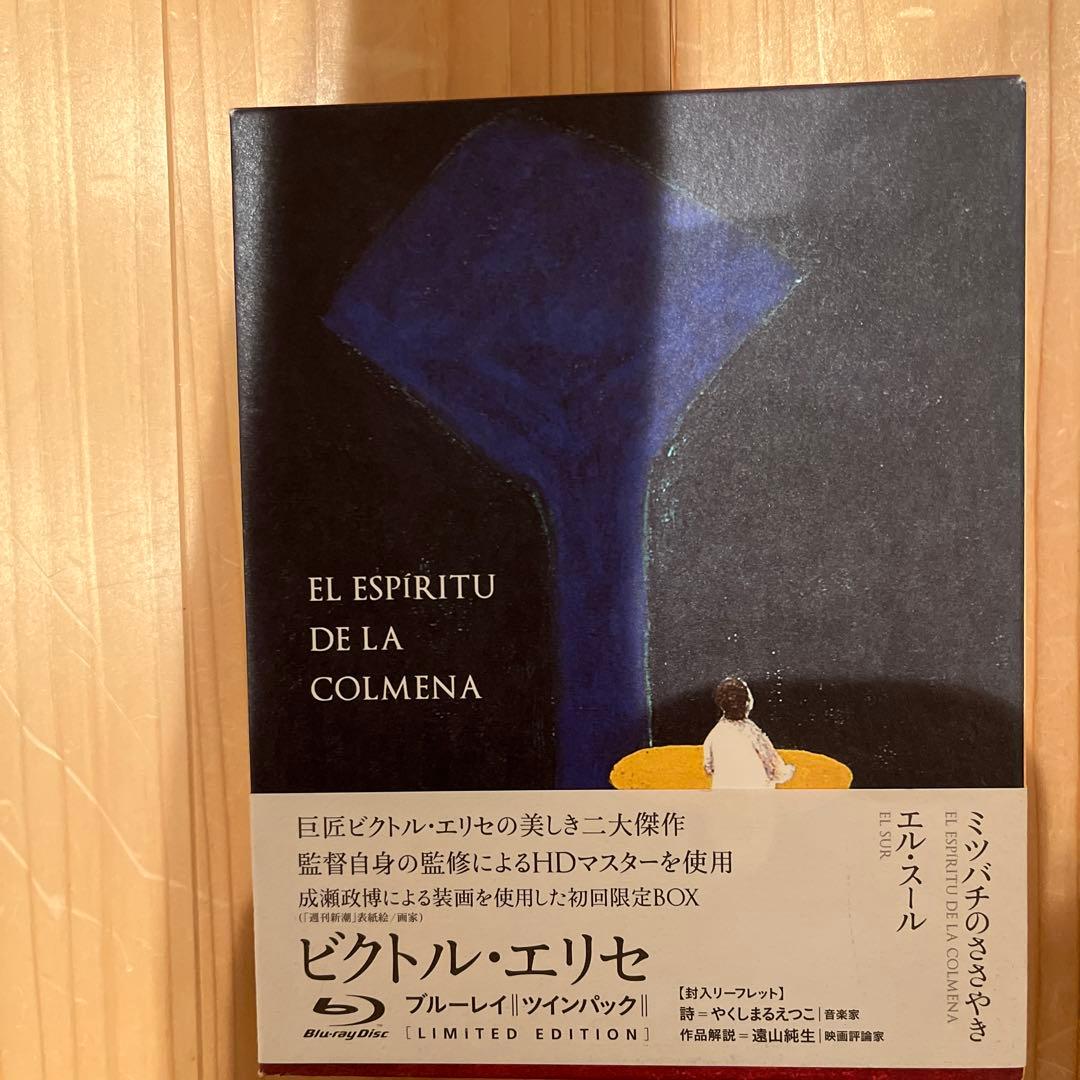 EL ESPÍRITU
DE LA
COLMENA
巨匠ビクトル・エリセの美しき二大傑作
監督自身の監修によるHDマスターを使用
成瀬政博による装画を使用した初回限定BOX
(「週刊新潮」表紙絵/画家)
ビクトル・エリセ
Blu-ray Disc
ブルーレイ‖ツインパック‖
[LIMITED EDITION]
【封入リーフレット】
詩=やくしまるえつこ|音楽家
作品解説=遠山純生|映画評論家
ミツバチのささやき
EL ESPÍRITU DE LA COLMENA
エル・スール
EL SUR